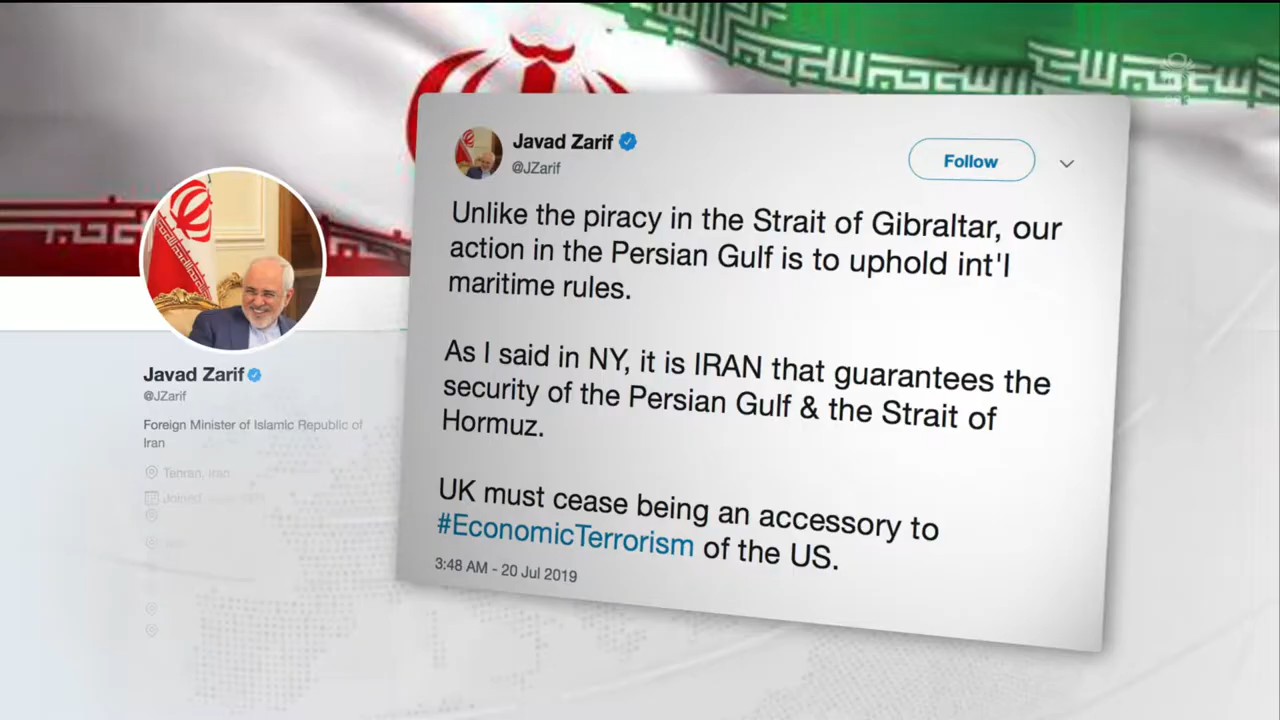 Javad Zarif
@JZarif
Foreign Minister of Islamic Republic of
Iran
Tehran, Iran
Joined
Javad Zarif
@JZarif
Follow
Unlike the piracy in the Strait of Gibraltar, our
action in the Persian Gulf is to uphold int'l
maritime rules.
As I said in NY, it is IRAN that guarantees the
security of the Persian Gulf & the Strait of
Hormuz.
UK must cease being an accessory to
#EconomicTerrorism of the US.
3:48 AM - 20 Jul 2019